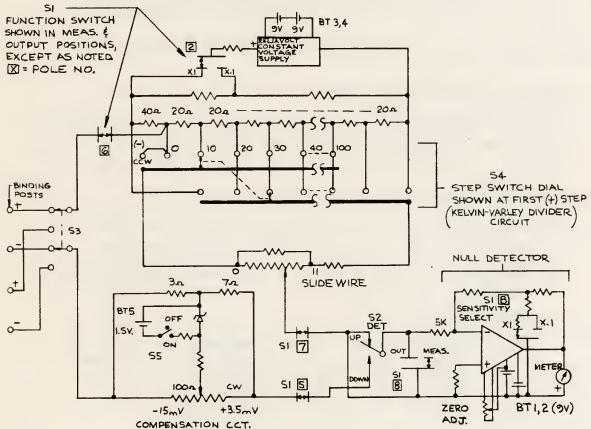 S1
FUNCTION SWITCH
SHOWN IN MEAS. &
OUTPUT POSITIONS,
EXCEPT AS NOTED
X = POLE NO.
BT 3,4
9V 9V
2
+
CONSTANT
VOLTAGE
SUPPLY
X1
X.1
40Ω 20Ω 20Ω 20Ω
6
(-)
CCW
0 10 20 30 40 100
S4
STEP SWITCH DIAL
SHOWN AT FIRST (+) STEP
(KELVIN-VARLEY DIVIDER)
CIRCUIT
BINDING
POSTS
+
-
+
-
S3
0 11
SLIDE WIRE
NULL DETECTOR
3Ω 7Ω
BT5
1.5V.
OFF
ON
S5
S1 7
S2
DET
UP
DOWN
OUT
MEAS.
S1
8
5K
S1 8
SENSITIVITY
SELECT
X1
X.1
-
+
METER
+
100Ω CW
-15mV +3.5mV
COMPENSATION CCT.
S1 5
ZERO
ADJ.
BT 1,2 (9V)